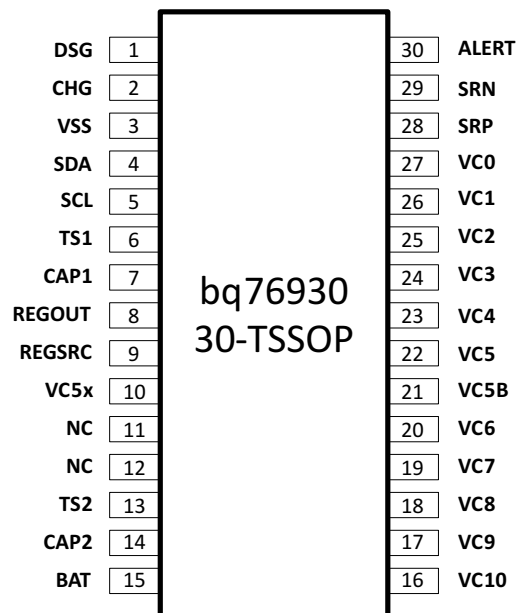 DSG 1 30 ALERT
CHG 2 29 SRN
VSS 3 28 SRP
SDA 4 27 VC0
SCL 5 26 VC1
TS1 6 25 VC2
CAP1 7 24 VC3
REGOUT 8 23 VC4
REGSRC 9 22 VC5
VC5x 10 21 VC5B
NC 11 20 VC6
NC 12 19 VC7
TS2 13 18 VC8
CAP2 14 17 VC9
BAT 15 16 VC10
bq76930
30-TSSOP